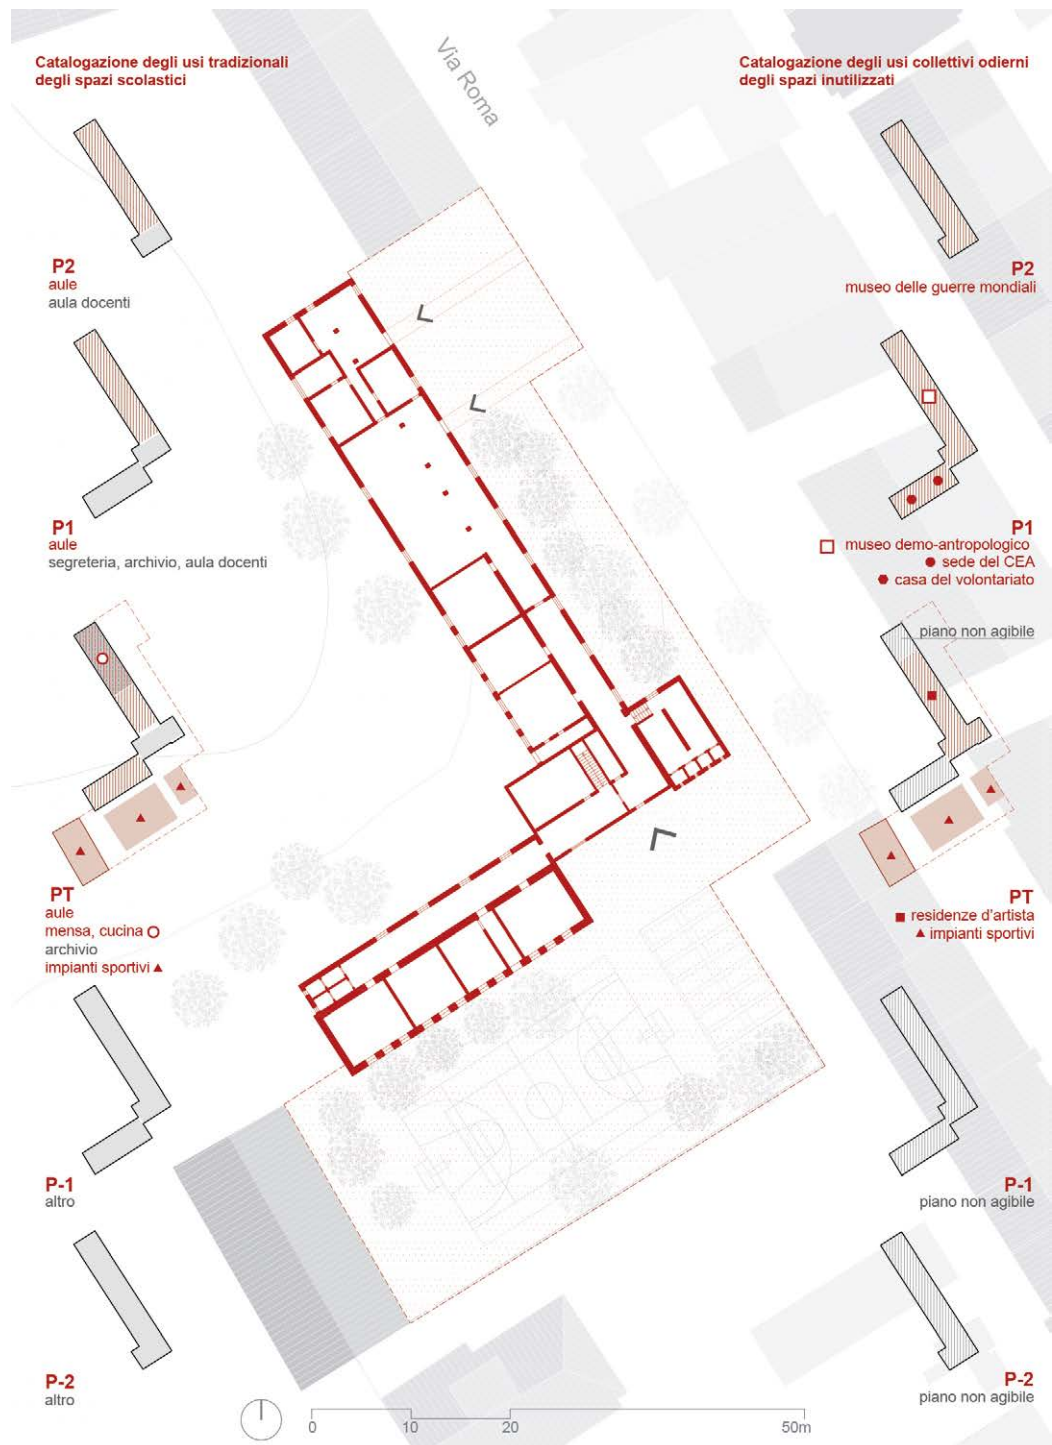 Catalogazione degli usi tradizionali
degli spazi scolastici
P2
aule
aula docenti
P1
aule
segreteria, archivio, aula docenti
PT
aule
mensa, cucina
archivio
impianti sportivi
P-1
altro
P-2
altro
Via Roma
Catalogazione degli usi collettivi odierni
degli spazi inutilizzati
P2
museo delle guerre mondiali
P1
museo demo-antropologico
sede del CEA
casa del volontariato
piano non agibile
PT
residenze d'artista
impianti sportivi
P-1
piano non agibile
P-2
piano non agibile
0 10 20 50m